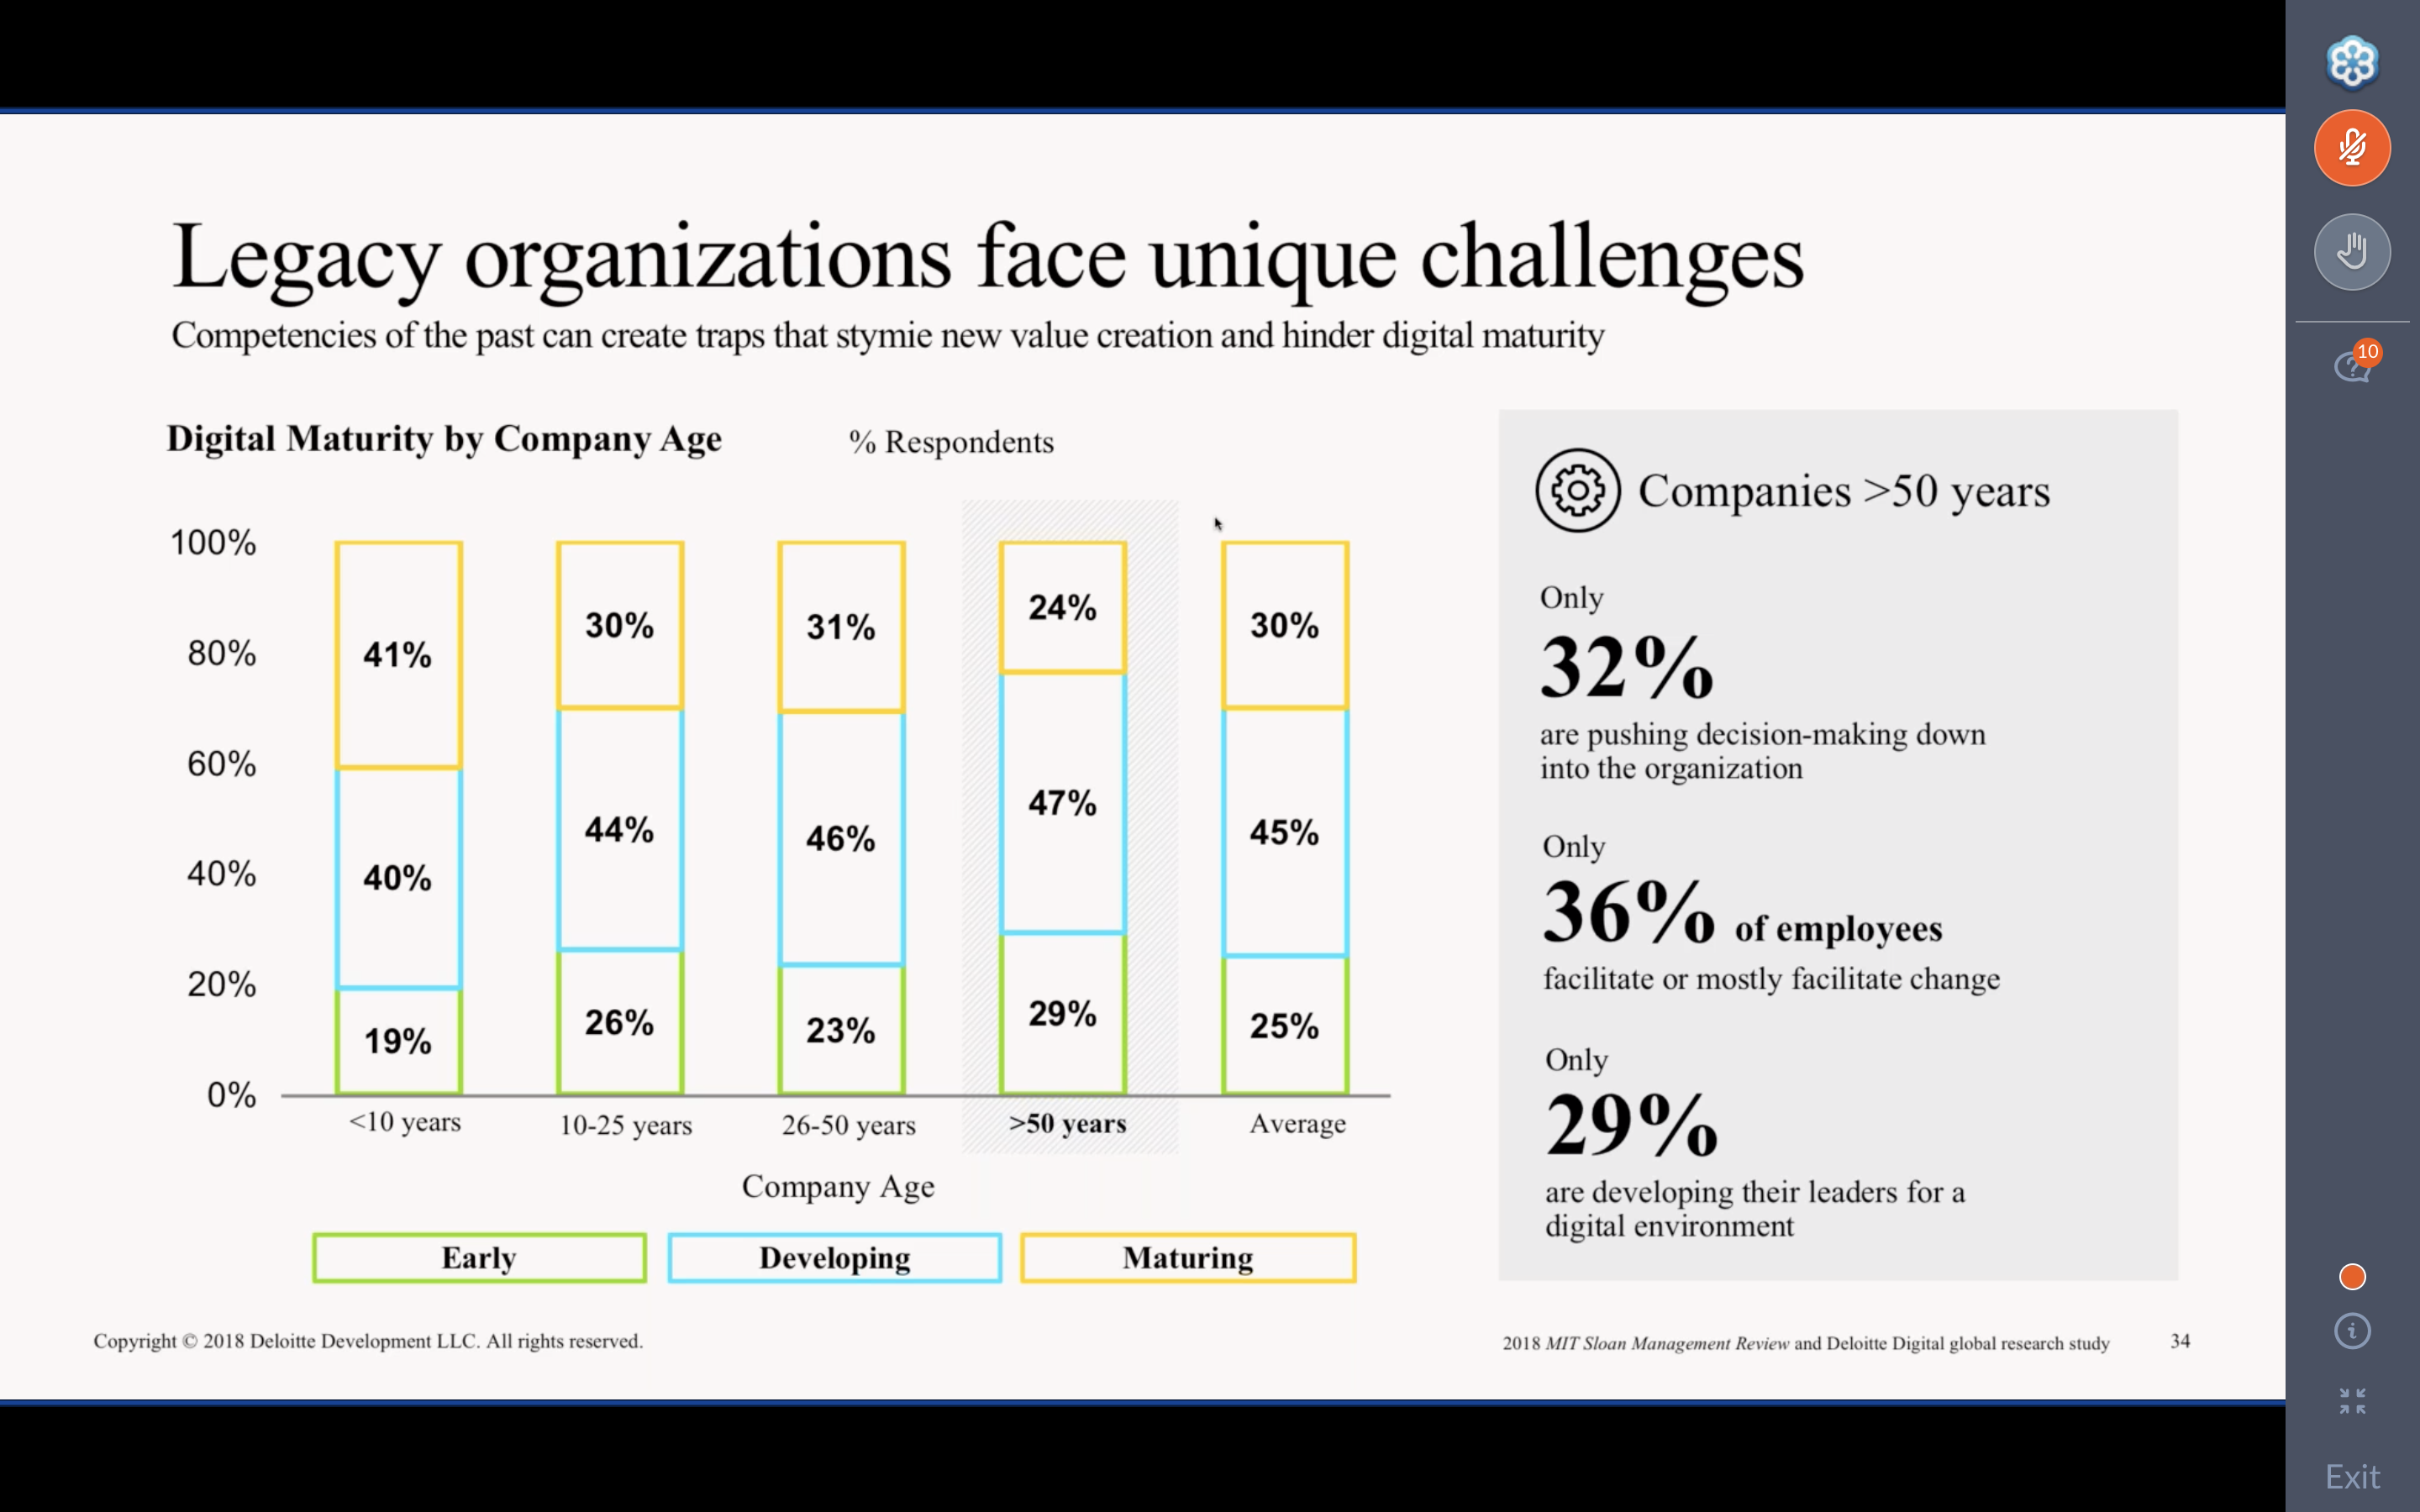 Legacy organizations face unique challenges
Competencies of the past can create traps that stymie new value creation and hinder digital maturity
Digital Maturity by Company Age
% Respondents
100%
80%
60%
40%
20%
0%
41%
40%
19%
30%
44%
26%
31%
46%
23%
24%
47%
29%
30%
45%
25%
<10 years
10-25 years
26-50 years
>50 years
Average
Company Age
Early
Developing
Maturing
Companies >50 years
Only
32%
are pushing decision-making down
into the organization
Only
36% of employees
facilitate or mostly facilitate change
Only
29%
are developing their leaders for a
digital environment
Copyright © 2018 Deloitte Development LLC. All rights reserved.
2018 MIT Sloan Management Review and Deloitte Digital global research study
34
10
Exit